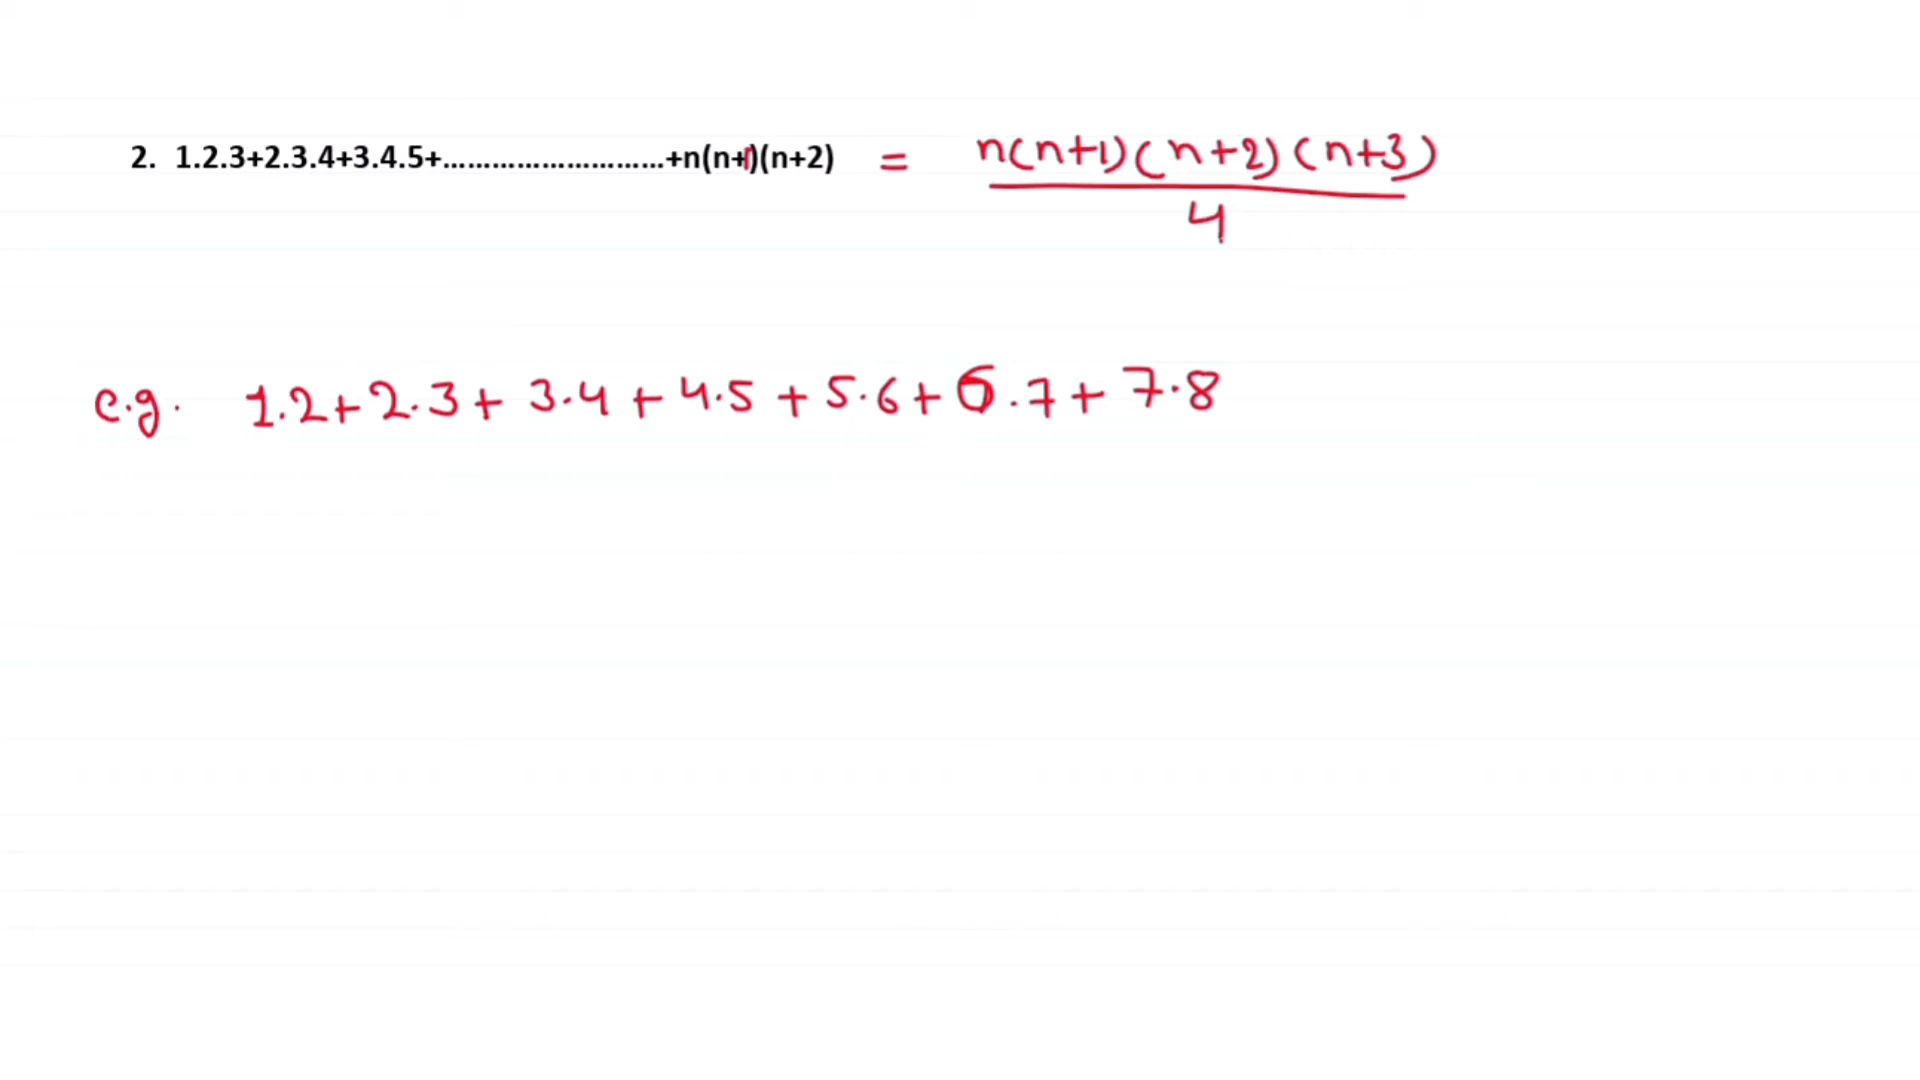 2. 1.2.3+2.3.4+3.4.5+...........................+n(n+1)(n+2) = n(n+1)(n+2)(n+3)
4
e.g. 1.2+2.3+3.4+4.5+5.6+6.7+7.8